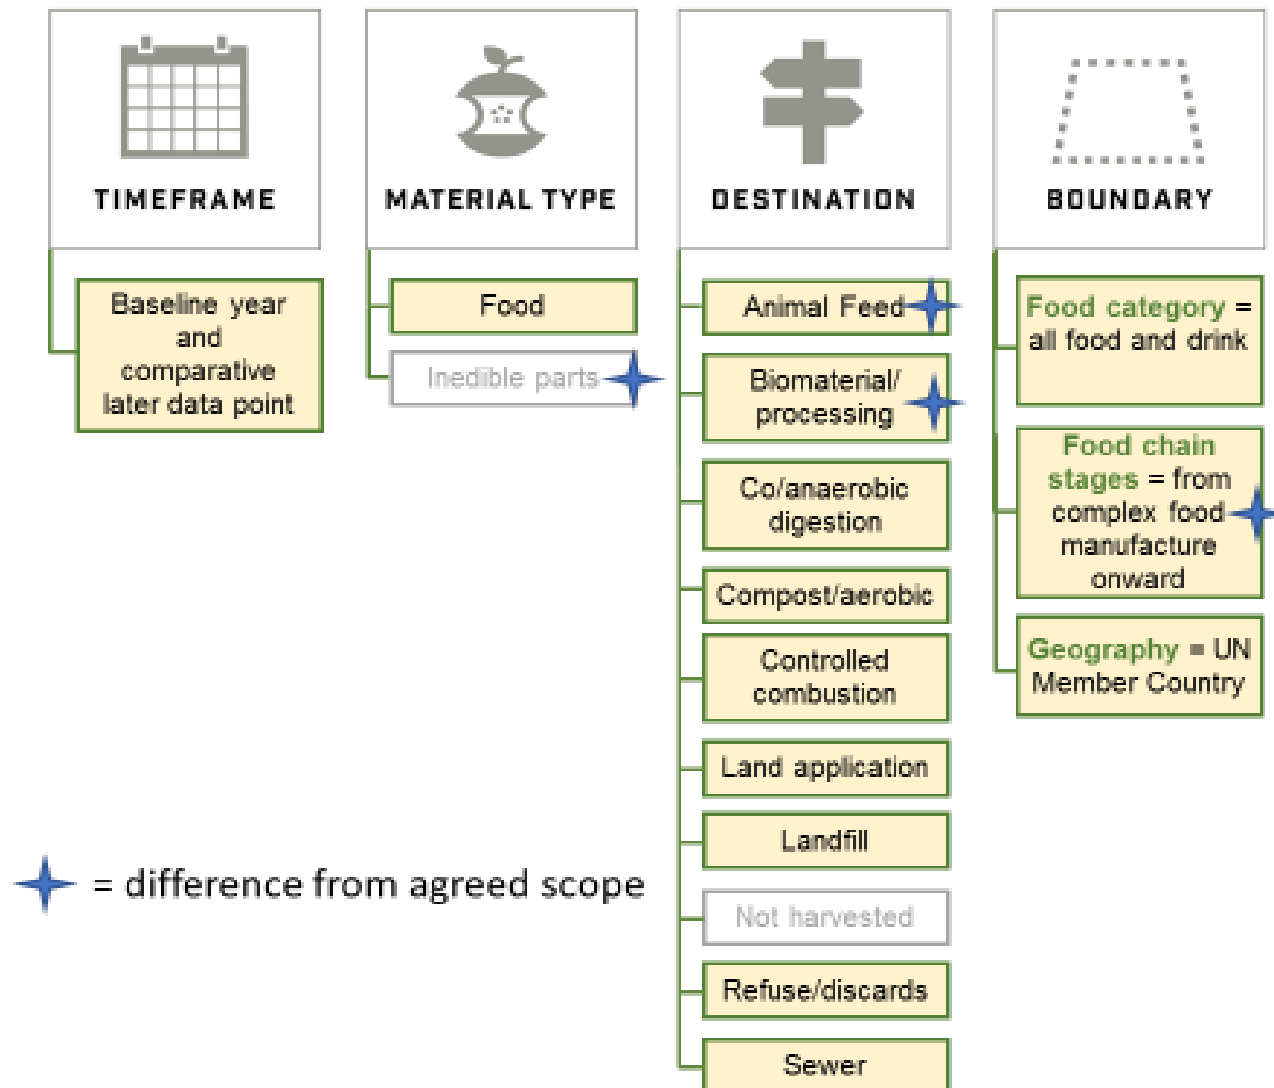 TIMEFRAME
Baseline year
and
comparative
later data point
MATERIAL TYPE
Food
Inedible parts
DESTINATION
Animal Feed
Biomaterial/
processing
Co/anaerobic
digestion
Compost/aerobic
Controlled
combustion
Land application
Landfill
Not harvested
Refuse/discards
Sewer
BOUNDARY
Food category =
all food and drink
Food chain
stages = from
complex food
manufacture
onward
Geography = UN
Member Country
= difference from agreed scope